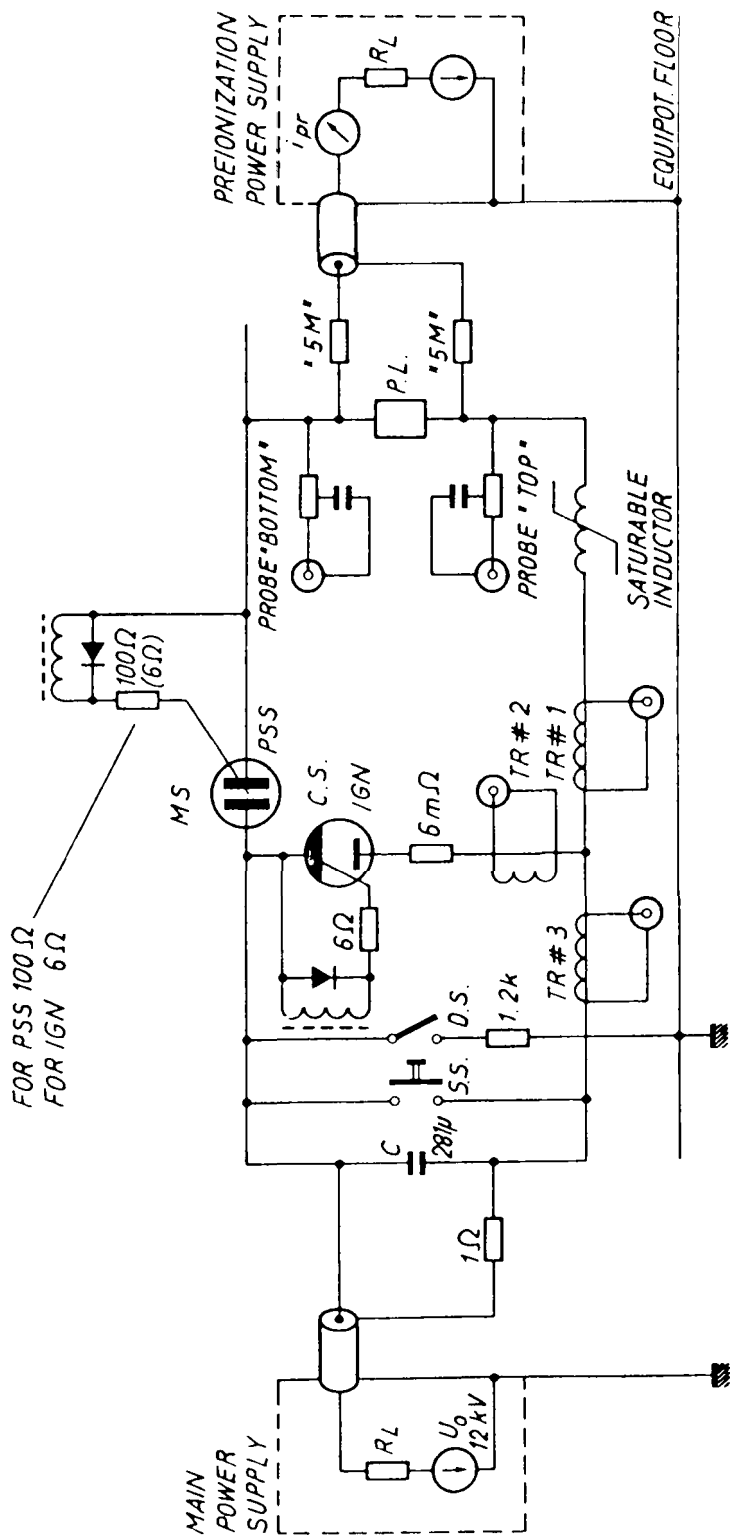 MAIN
POWER
SUPPLY
R_L
U_0
12 kV
1Ω
C
281μ
S.S.
D.S.
1.2k
TR # 3
6Ω
C.S.
IGN
6mΩ
TR # 2
TR # 1
MS
PSS
100Ω
(6Ω)
FOR PSS 100Ω
FOR IGN 6Ω
PROBE "BOTTOM"
PROBE "TOP"
SATURABLE
INDUCTOR
P.L.
"5M"
"5M"
PREIONIZATION
POWER SUPPLY
i_pr
R_L
EQUIPOT. FLOOR